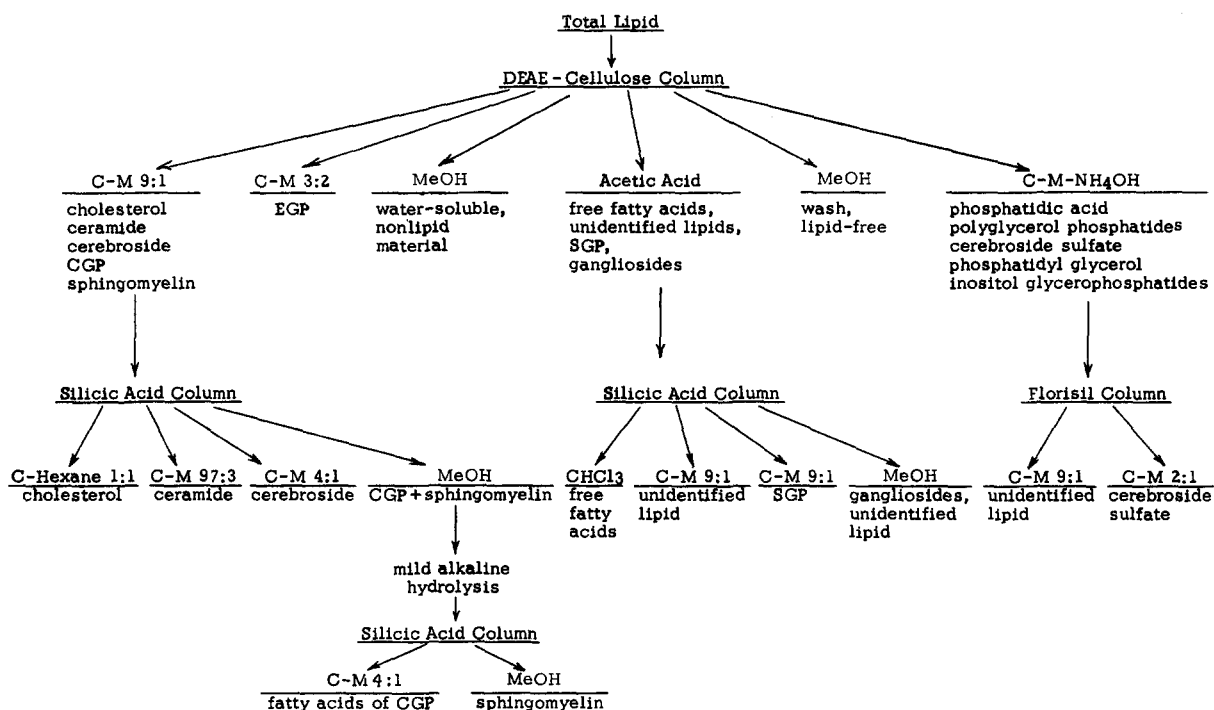 Total Lipid
DEAE-Cellulose Column
C-M 9:1
cholesterol
ceramide
cerebroside
CGP
sphingomyelin
C-M 3:2
EGP
MeOH
water-soluble,
nonlipid
material
Acetic Acid
free fatty acids,
unidentified lipids,
SGP,
gangliosides
MeOH
wash,
lipid-free
C-M-NH4OH
phosphatidic acid
polyglycerol phosphatides
cerebroside sulfate
phosphatidyl glycerol
inositol glycerophosphatides
Silicic Acid Column
Silicic Acid Column
Florisil Column
C-Hexane 1:1
cholesterol
C-M 97:3
ceramide
C-M 4:1
cerebroside
MeOH
CGP+sphingomyelin
CHCl3
free
fatty
acids
C-M 9:1
unidentified
lipid
C-M 9:1
SGP
MeOH
gangliosides,
unidentified
lipid
C-M 9:1
unidentified
lipid
C-M 2:1
cerebroside
sulfate
mild alkaline
hydrolysis
Silicic Acid Column
C-M 4:1
fatty acids of CGP
MeOH
sphingomyelin